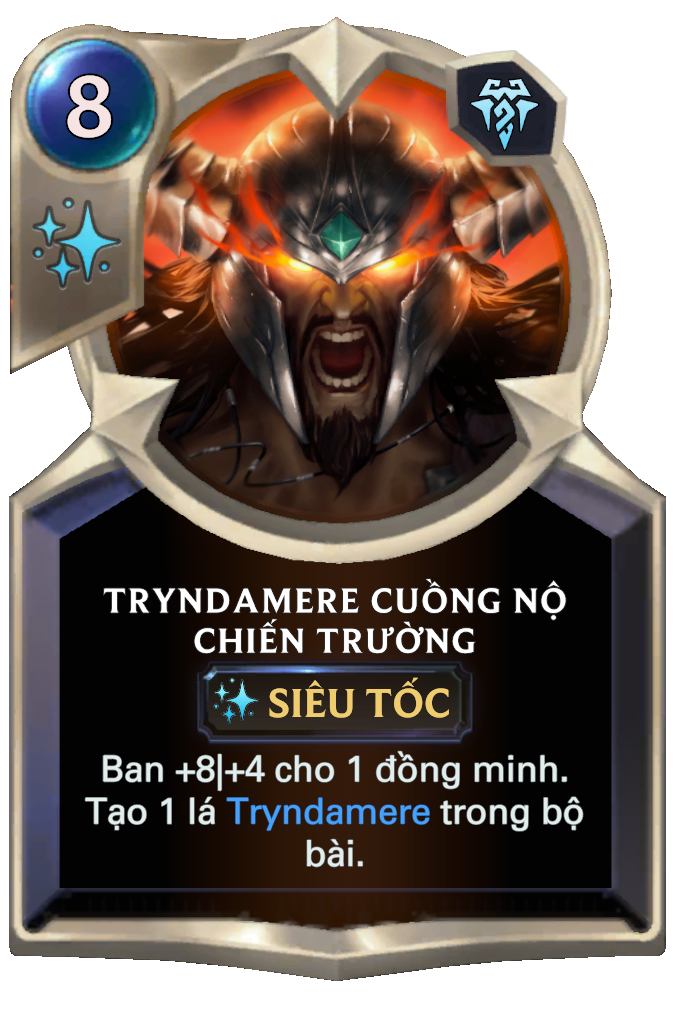 8
TRYNDAMERE CUỒNG NỘ
CHIẾN TRƯỜNG
SIÊU TỐC
Ban +8|+4 cho 1 đồng minh.
Tạo 1 lá Tryndamere trong bộ
bài.